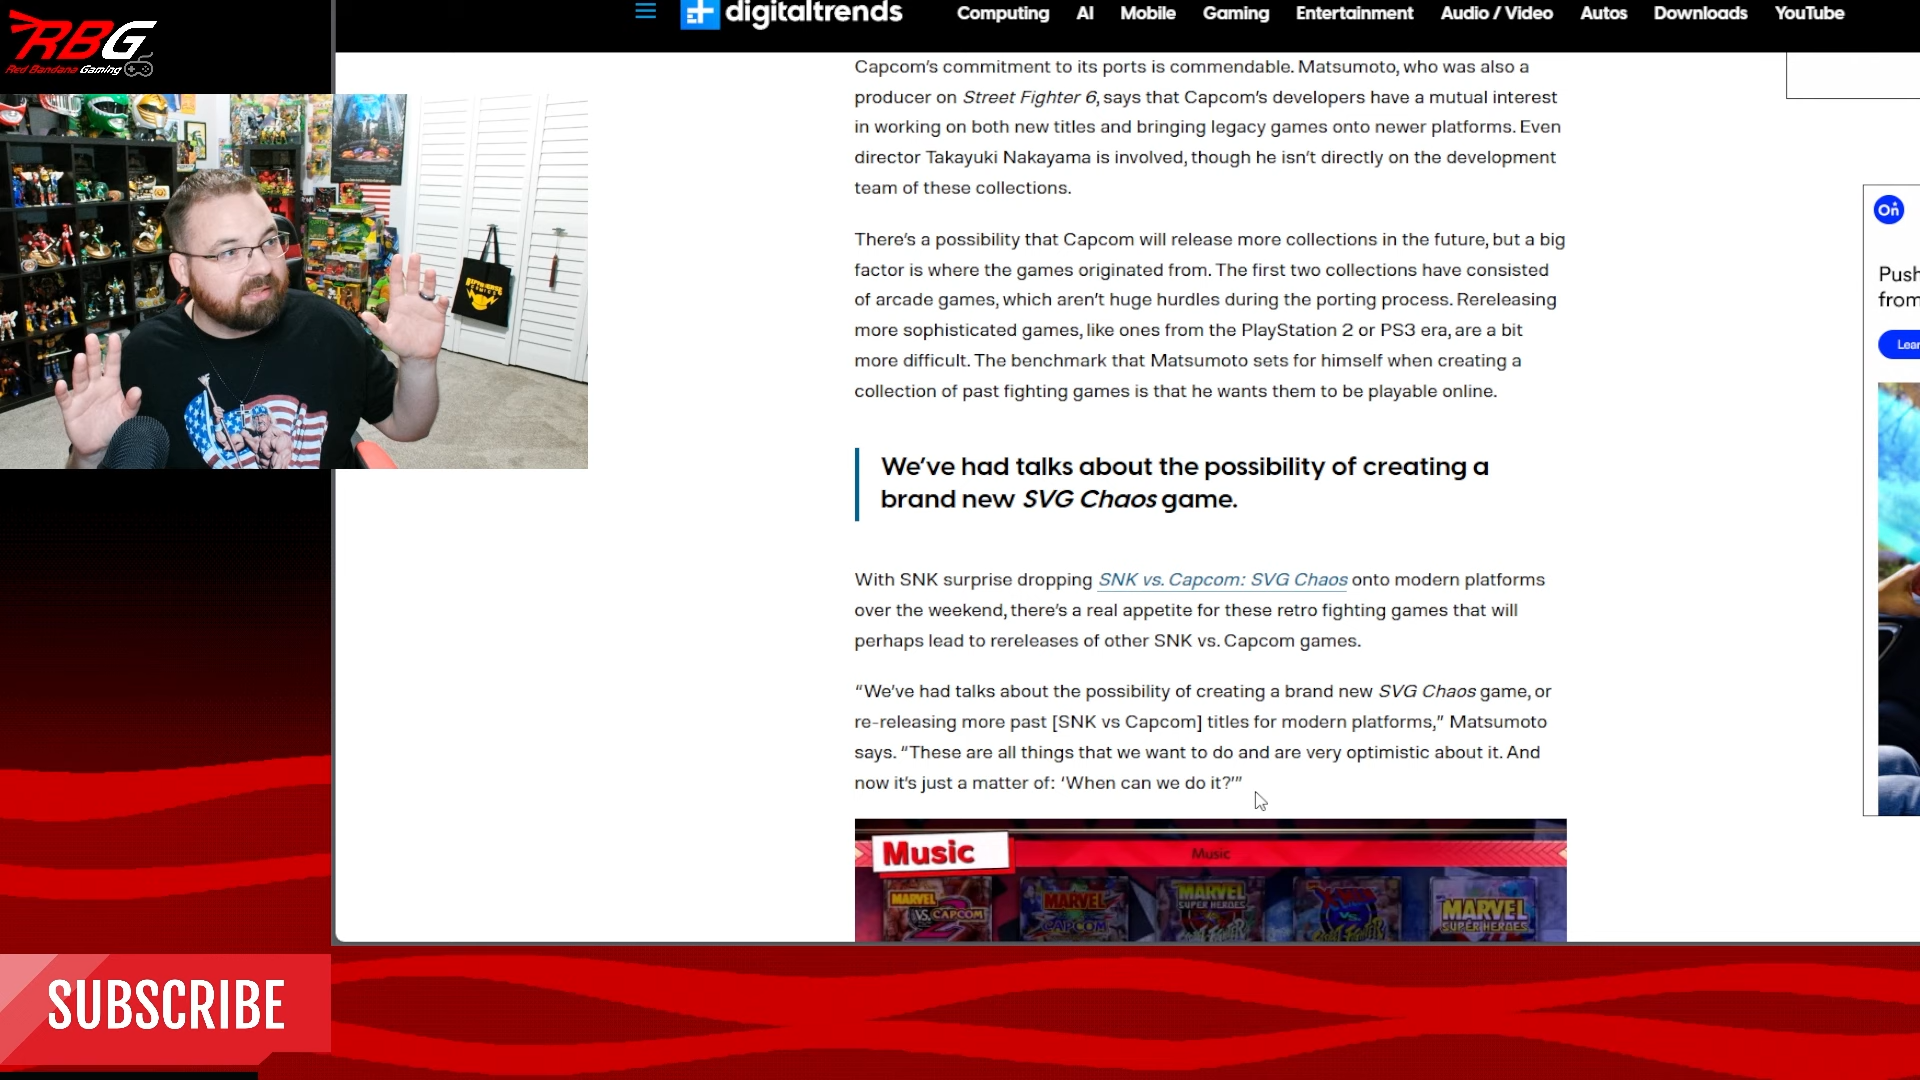 RBG
Red Bandana Gaming
digitaltrends
Computing AI Mobile Gaming Entertainment Audio / Video Autos Downloads YouTube
Capcom's commitment to its ports is commendable. Matsumoto, who was also a
producer on Street Fighter 6, says that Capcom's developers have a mutual interest
in working on both new titles and bringing legacy games onto newer platforms. Even
director Takayuki Nakayama is involved, though he isn't directly on the development
team of these collections.
There's a possibility that Capcom will release more collections in the future, but a big
factor is where the games originated from. The first two collections have consisted
of arcade games, which aren't huge hurdles during the porting process. Rereleasing
more sophisticated games, like ones from the PlayStation 2 or PS3 era, are a bit
more difficult. The benchmark that Matsumoto sets for himself when creating a
collection of past fighting games is that he wants them to be playable online.
We've had talks about the possibility of creating a
brand new SVG Chaos game.
With SNK surprise dropping SNK vs. Capcom: SVG Chaos onto modern platforms
over the weekend, there's a real appetite for these retro fighting games that will
perhaps lead to rereleases of other SNK vs. Capcom games.
“We've had talks about the possibility of creating a brand new SVG Chaos game, or
re-releasing more past [SNK vs Capcom] titles for modern platforms,” Matsumoto
says. “These are all things that we want to do and are very optimistic about it. And
now it's just a matter of: ‘When can we do it?’”
Music
Music
MARVEL VS. CAPCOM 2
MARVEL VS. CAPCOM
MARVEL SUPER HEROES
X-MEN VS.
MARVEL SUPER HEROES
On
Push
from
Lear
SUBSCRIBE